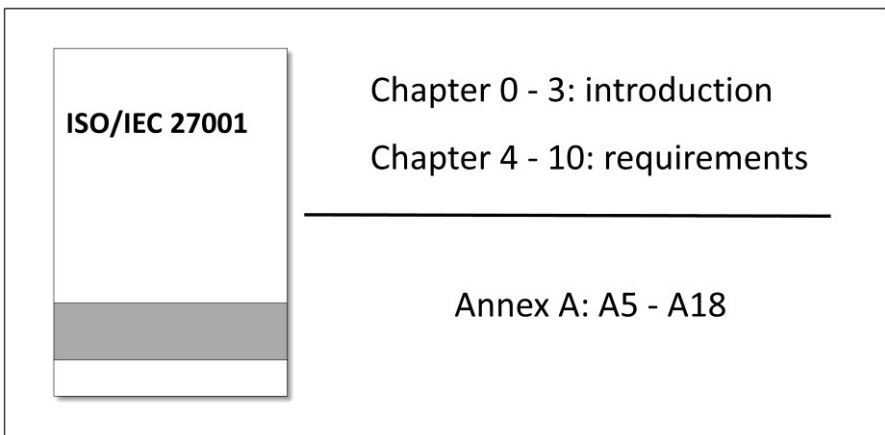 ISO/IEC 27001
Chapter 0 - 3: introduction
Chapter 4 - 10: requirements
Annex A: A5 - A18